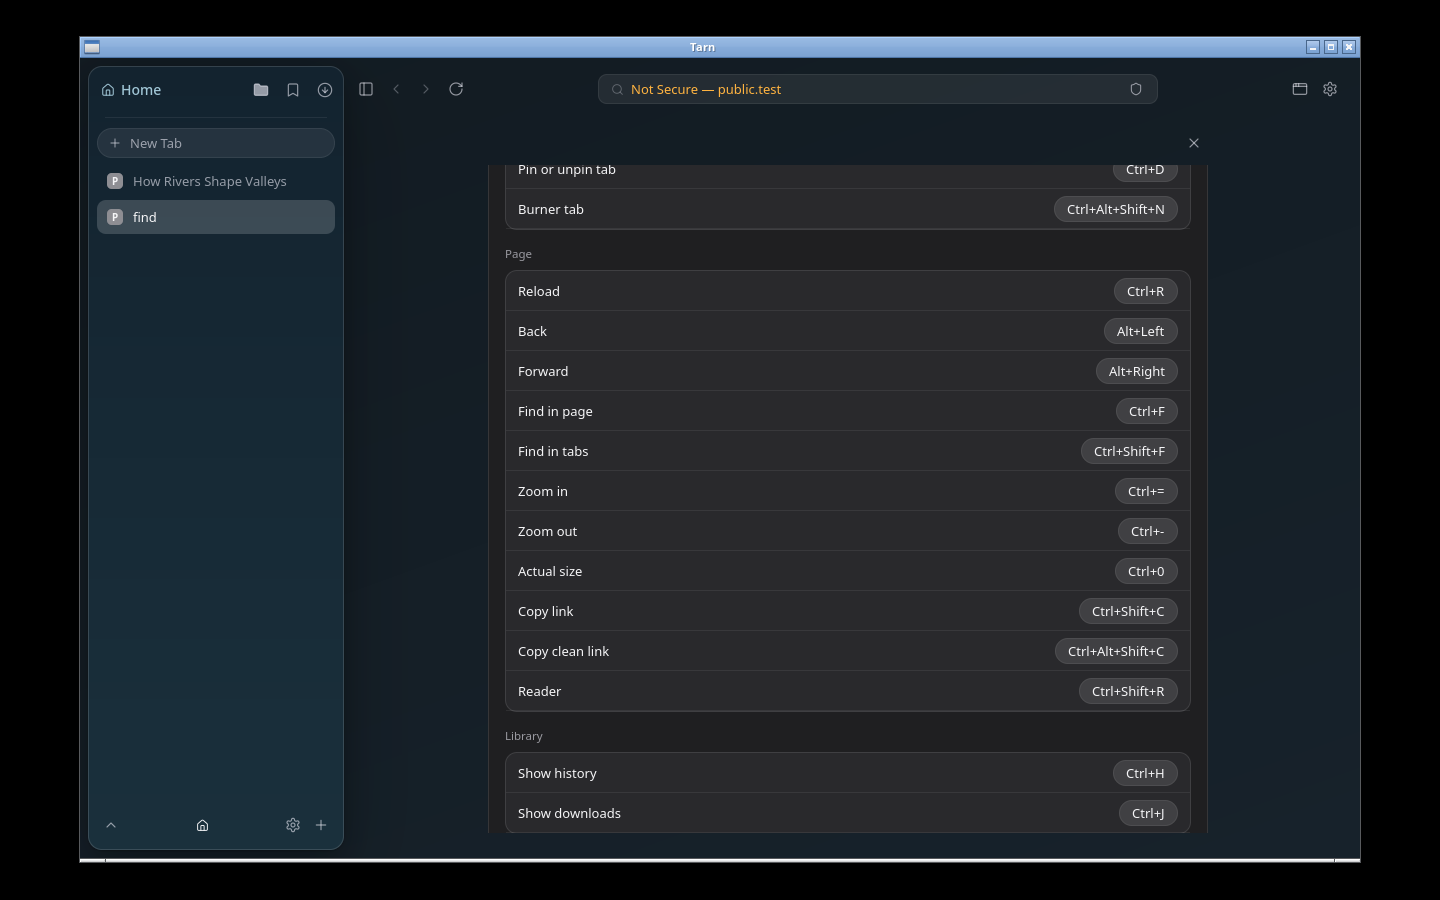 Tarn
Home
Not Secure — public.test
New Tab
P How Rivers Shape Valleys
P find
Pin or unpin tab Ctrl+D
Burner tab Ctrl+Alt+Shift+N
Page
Reload Ctrl+R
Back Alt+Left
Forward Alt+Right
Find in page Ctrl+F
Find in tabs Ctrl+Shift+F
Zoom in Ctrl+=
Zoom out Ctrl+-
Actual size Ctrl+0
Copy link Ctrl+Shift+C
Copy clean link Ctrl+Alt+Shift+C
Reader Ctrl+Shift+R
Library
Show history Ctrl+H
Show downloads Ctrl+J